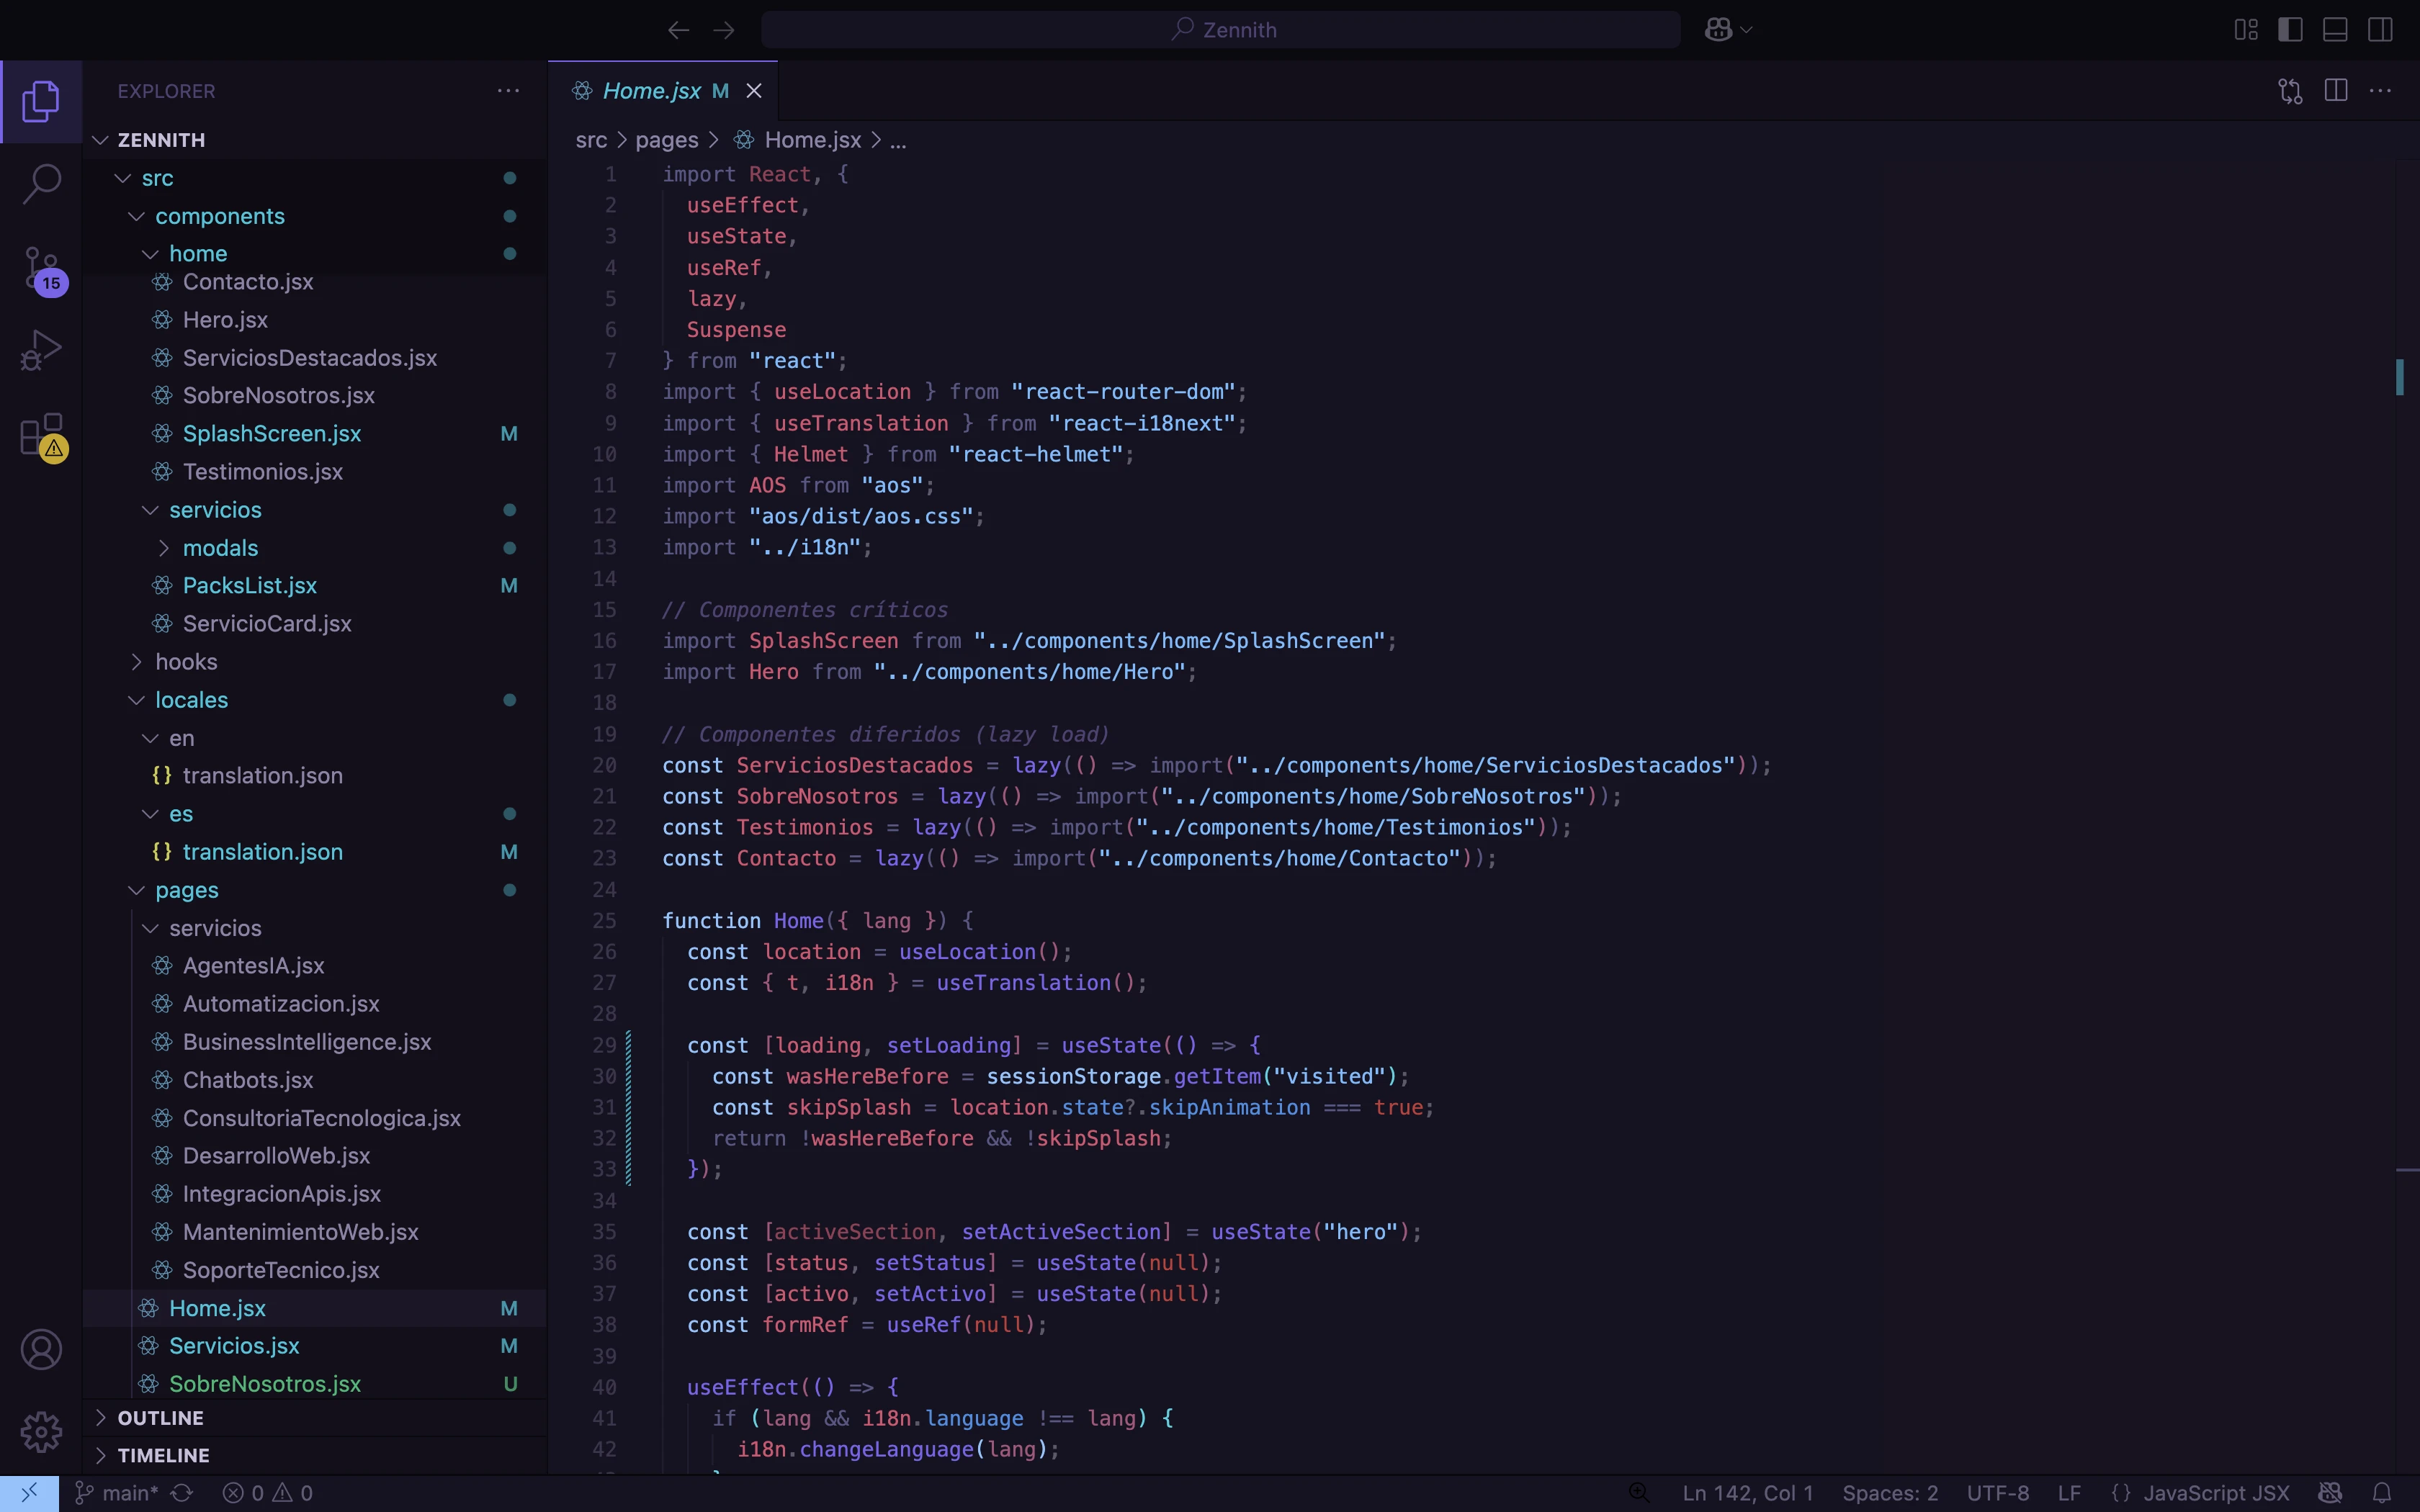 Zennith
EXPLORER
ZENNITH
src
components
home
Contacto.jsx
Hero.jsx
ServiciosDestacados.jsx
SobreNosotros.jsx
SplashScreen.jsx M
Testimonios.jsx
servicios
modals
PacksList.jsx M
ServicioCard.jsx
hooks
locales
en
{} translation.json
es
{} translation.json M
pages
servicios
AgentesIA.jsx
Automatizacion.jsx
BusinessIntelligence.jsx
Chatbots.jsx
ConsultoriaTecnologica.jsx
DesarrolloWeb.jsx
IntegracionApis.jsx
MantenimientoWeb.jsx
SoporteTecnico.jsx
Home.jsx M
Servicios.jsx M
SobreNosotros.jsx U
OUTLINE
TIMELINE
15
Home.jsx M
src > pages > Home.jsx > ...
1 import React, {
2 useEffect,
3 useState,
4 useRef,
5 lazy,
6 Suspense
7 } from "react";
8 import { useLocation } from "react-router-dom";
9 import { useTranslation } from "react-i18next";
10 import { Helmet } from "react-helmet";
11 import AOS from "aos";
12 import "aos/dist/aos.css";
13 import "../i18n";
14
15 // Componentes críticos
16 import SplashScreen from "../components/home/SplashScreen";
17 import Hero from "../components/home/Hero";
18
19 // Componentes diferidos (lazy load)
20 const ServiciosDestacados = lazy(() => import("../components/home/ServiciosDestacados"));
21 const SobreNosotros = lazy(() => import("../components/home/SobreNosotros"));
22 const Testimonios = lazy(() => import("../components/home/Testimonios"));
23 const Contacto = lazy(() => import("../components/home/Contacto"));
24
25 function Home({ lang }) {
26 const location = useLocation();
27 const { t, i18n } = useTranslation();
28
29 const [loading, setLoading] = useState(() => {
30 const wasHereBefore = sessionStorage.getItem("visited");
31 const skipSplash = location.state?.skipAnimation === true;
32 return !wasHereBefore && !skipSplash;
33 });
34
35 const [activeSection, setActiveSection] = useState("hero");
36 const [status, setStatus] = useState(null);
37 const [activo, setActivo] = useState(null);
38 const formRef = useRef(null);
39
40 useEffect(() => {
41 if (lang && i18n.language !== lang) {
42 i18n.changeLanguage(lang);
main* 0 0
Ln 142, Col 1 Spaces: 2 UTF-8 LF {} JavaScript JSX